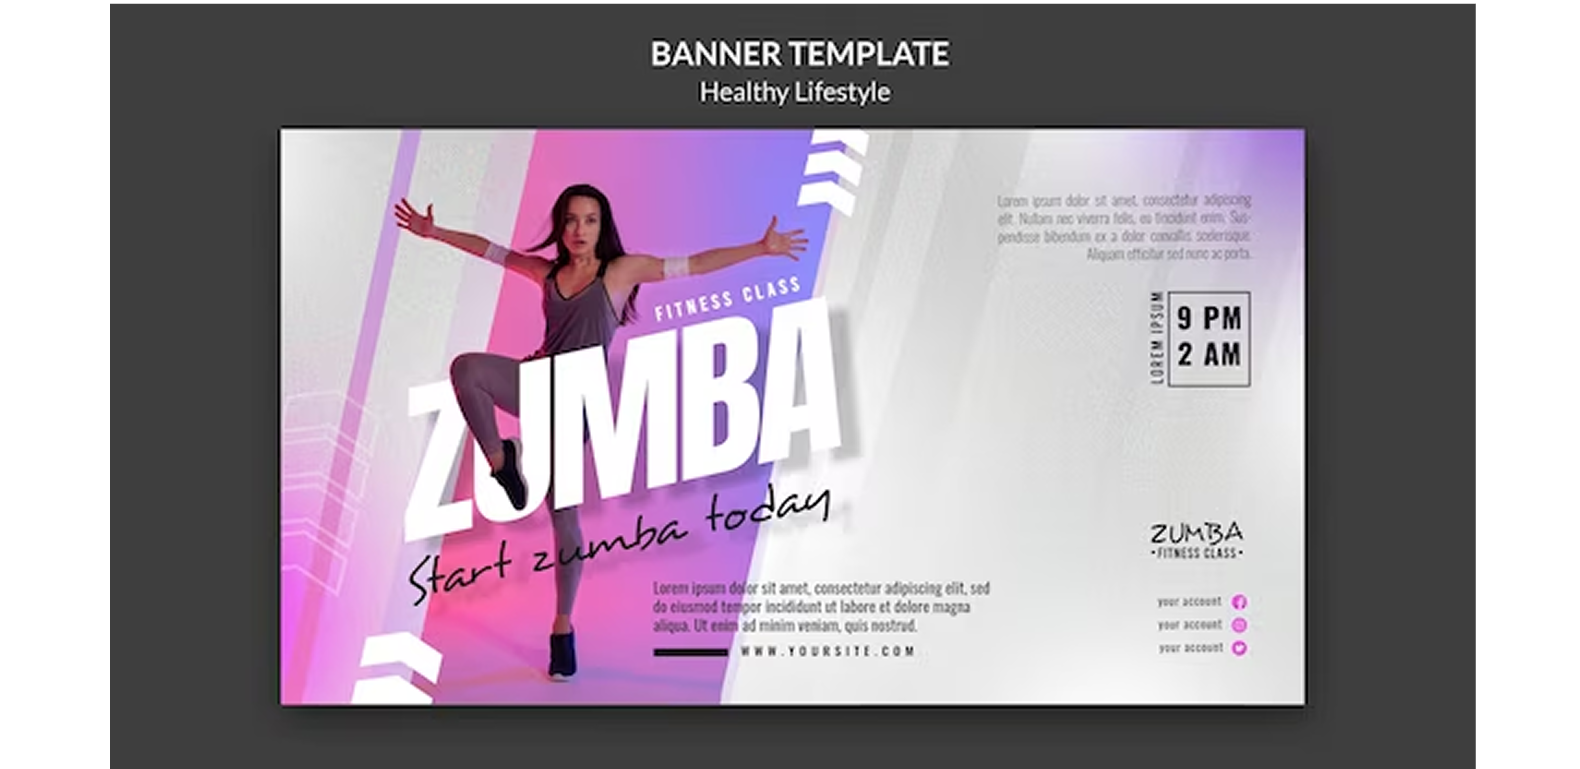 BANNER TEMPLATE
Healthy Lifestyle
FITNESS CLASS
ZUMBA
Start zumba today
Lorem ipsum dolor sit amet, consectetur adipiscing elit, sed
do eiusmod tempor incididunt ut labore et dolore magna
aliqua. Ut enim ad minim veniam, quis nostrud.
WWW.YOURSITE.COM
Lorem ipsum dolor sit amet, consectetur adipiscing
elit. Nullam nec viverra felis, eu tincidunt enim. Sus-
pendisse bibendum ex a dolor convallis scelerisque.
Aliquam efficitur sed nunc ac porta.
LOREM IPSUM
9 PM
2 AM
ZUMBA
•FITNESS CLASS•
your account
your account
your account